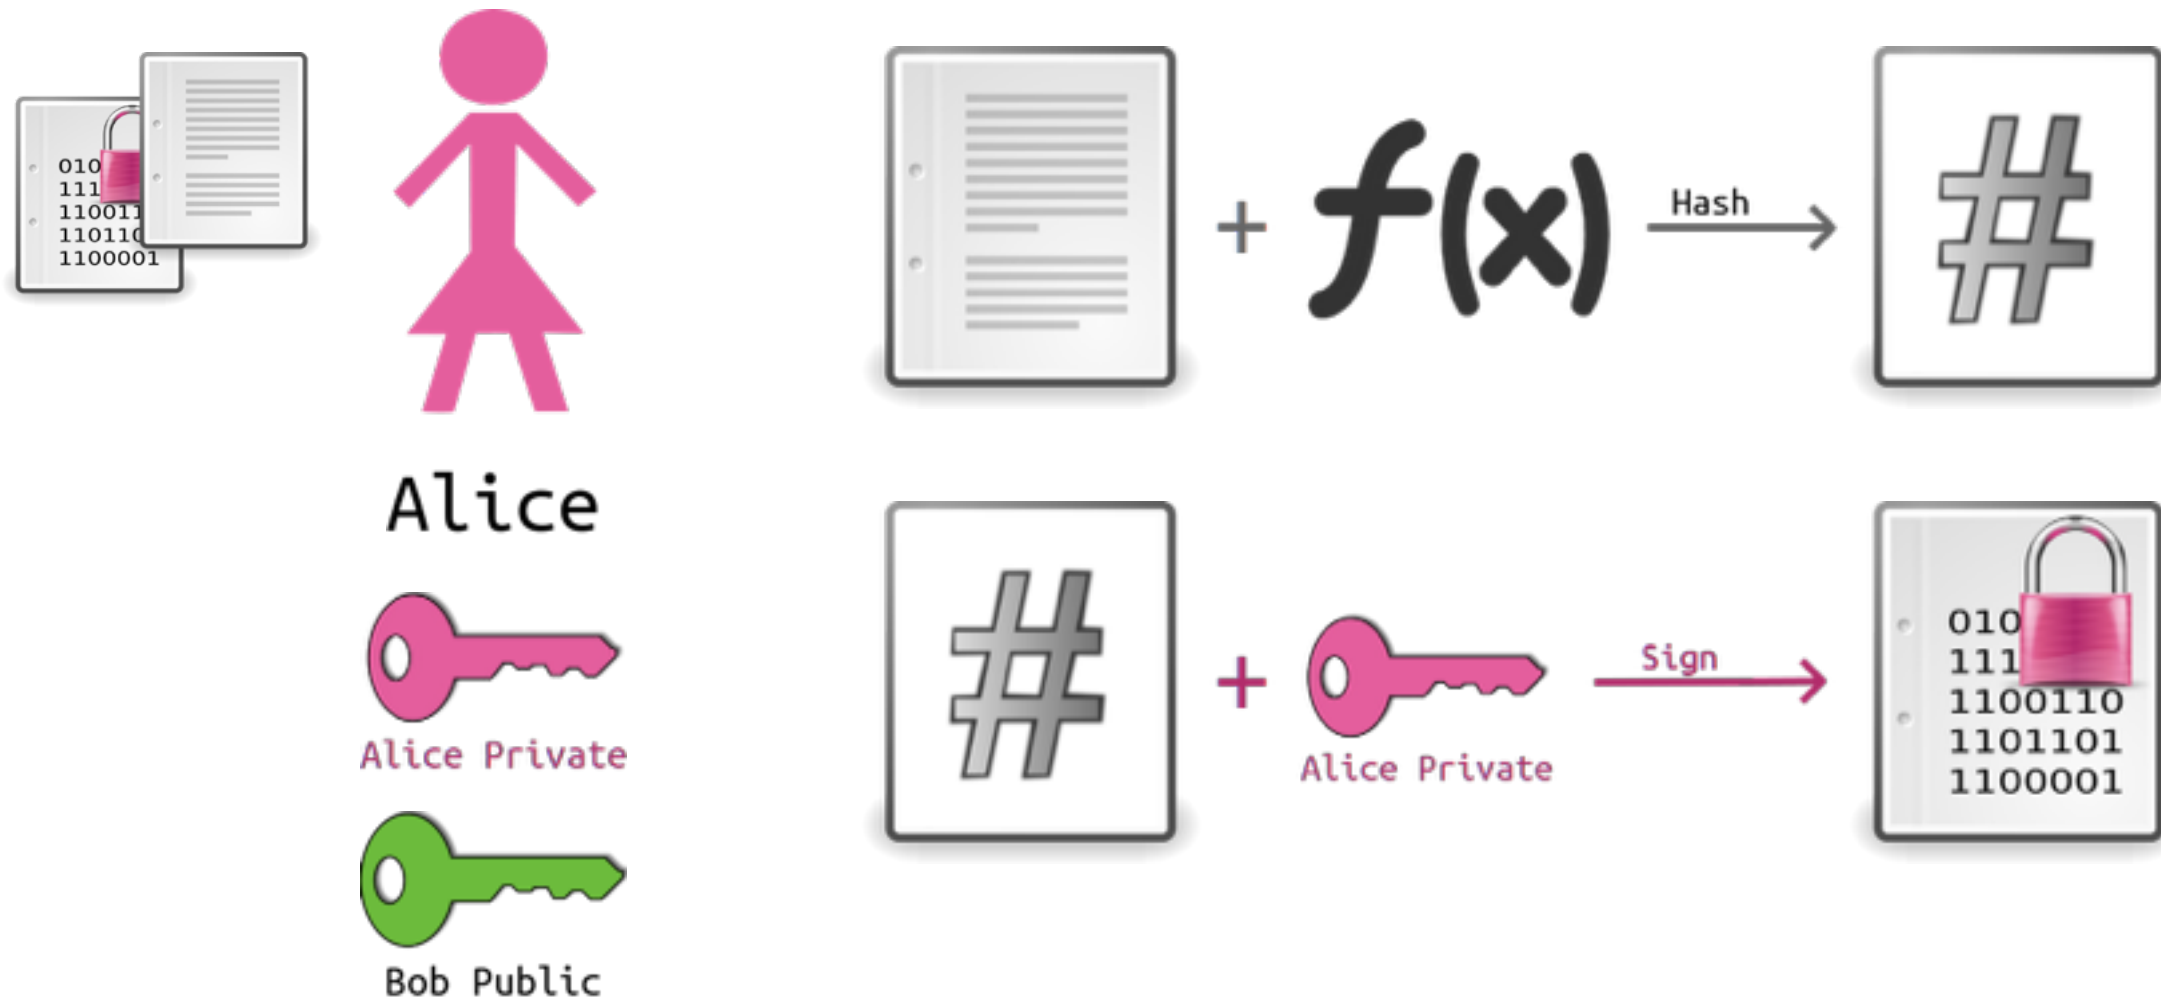 010
111
110011
110110
1100001
Alice
Alice Private
Bob Public
+
f(x)
Hash
#
#
+
Alice Private
Sign
010
111
1100110
1101101
1100001